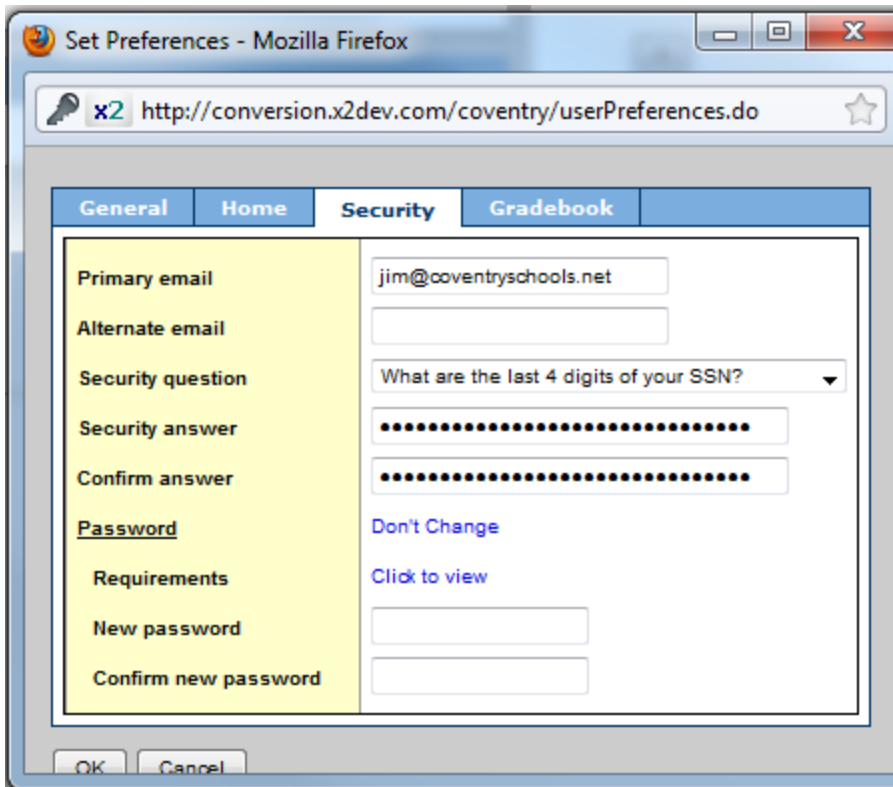 Set Preferences - Mozilla Firefox
x2 http://conversion.x2dev.com/coventry/userPreferences.do
General Home Security Gradebook
Primary email jim@coventryschools.net
Alternate email
Security question What are the last 4 digits of your SSN?
Security answer •••••••••••••••••••••••••••••••
Confirm answer •••••••••••••••••••••••••••••••
Password Don't Change
Requirements Click to view
New password
Confirm new password
OK Cancel